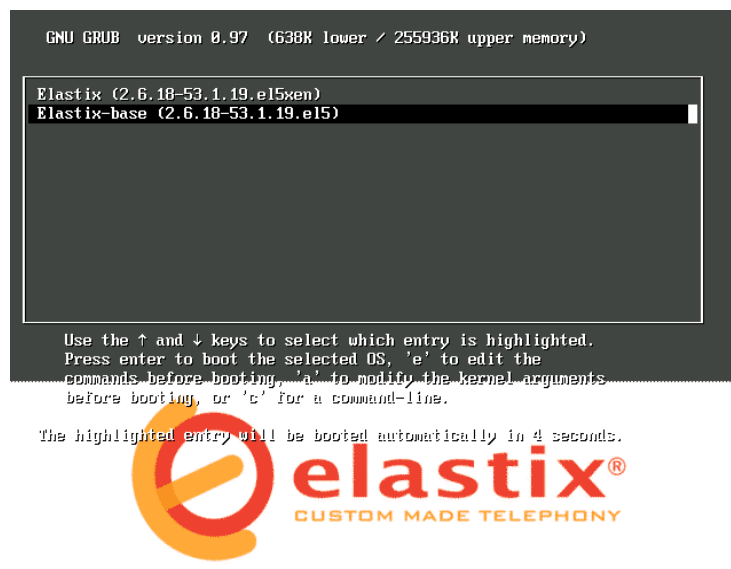 GNU GRUB version 0.97 (638K lower / 255936K upper memory)
Elastix (2.6.18-53.1.19.el5xen)
Elastix-base (2.6.18-53.1.19.el5)
Use the ↑ and ↓ keys to select which entry is highlighted.
Press enter to boot the selected OS, 'e' to edit the
commands before booting, 'a' to modify the kernel arguments
before booting, or 'c' for a command-line.
The highlighted entry will be booted automatically in 4 seconds.
elastix®
CUSTOM MADE TELEPHONY